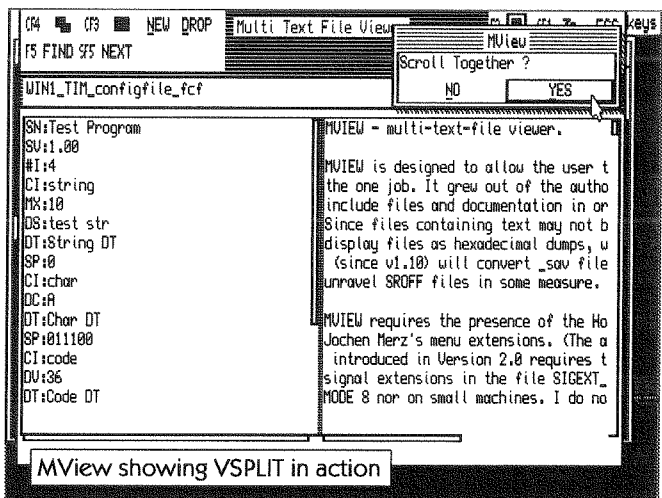 CF4 CF3 NEW DROP Multi Text File View keys
F5 FIND SF5 NEXT
MView
Scroll Together ?
NO YES
WIN1_TIM_configfile_fcf
SN:Test Program
SV:1.00
#I:4
CI:string
MX:10
DS:test str
DT:String DT
SP:0
CI:char
DC:A
DT:Char DT
SP:011100
CI:code
DV:36
DT:Code DT
MVIEW - multi-text-file viewer.
MVIEW is designed to allow the user t
the one job. It grew out of the autho
include files and documentation in or
Since files containing text may not b
display files as hexadecimal dumps, w
(since v1.10) will convert _sav file
unravel SROFF files in some measure.
MVIEW requires the presence of the Ho
Jochen Merz's menu extensions. (The a
introduced in Version 2.0 requires t
signal extensions in the file SIGEXT_
MODE 8 nor on small machines. I do no
MView showing VSPLIT in action